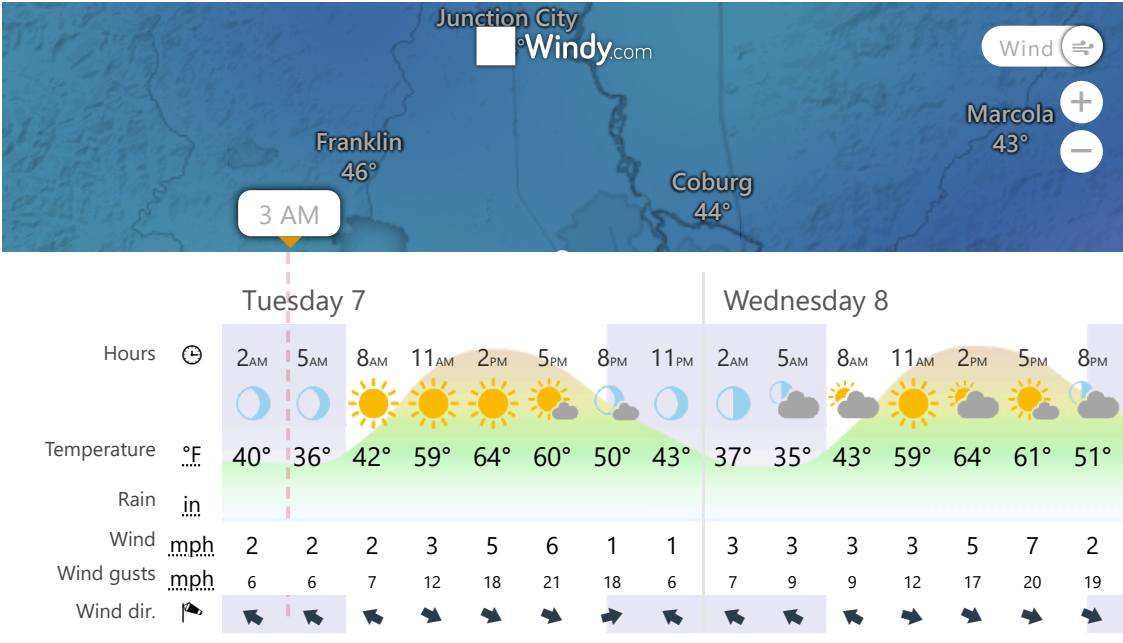 Junction City
°Windy.com
Wind
Marcola
43°
Franklin
46°
Coburg
44°
3 AM
Tuesday 7 Wednesday 8
Hours 2AM 5AM 8AM 11AM 2PM 5PM 8PM 11PM 2AM 5AM 8AM 11AM 2PM 5PM 8PM
Temperature °F 40° 36° 42° 59° 64° 60° 50° 43° 37° 35° 43° 59° 64° 61° 51°
Rain in
Wind mph 2 2 2 3 5 6 1 1 3 3 3 3 5 7 2
Wind gusts mph 6 6 7 12 18 21 18 6 7 9 9 12 17 20 19
Wind dir.